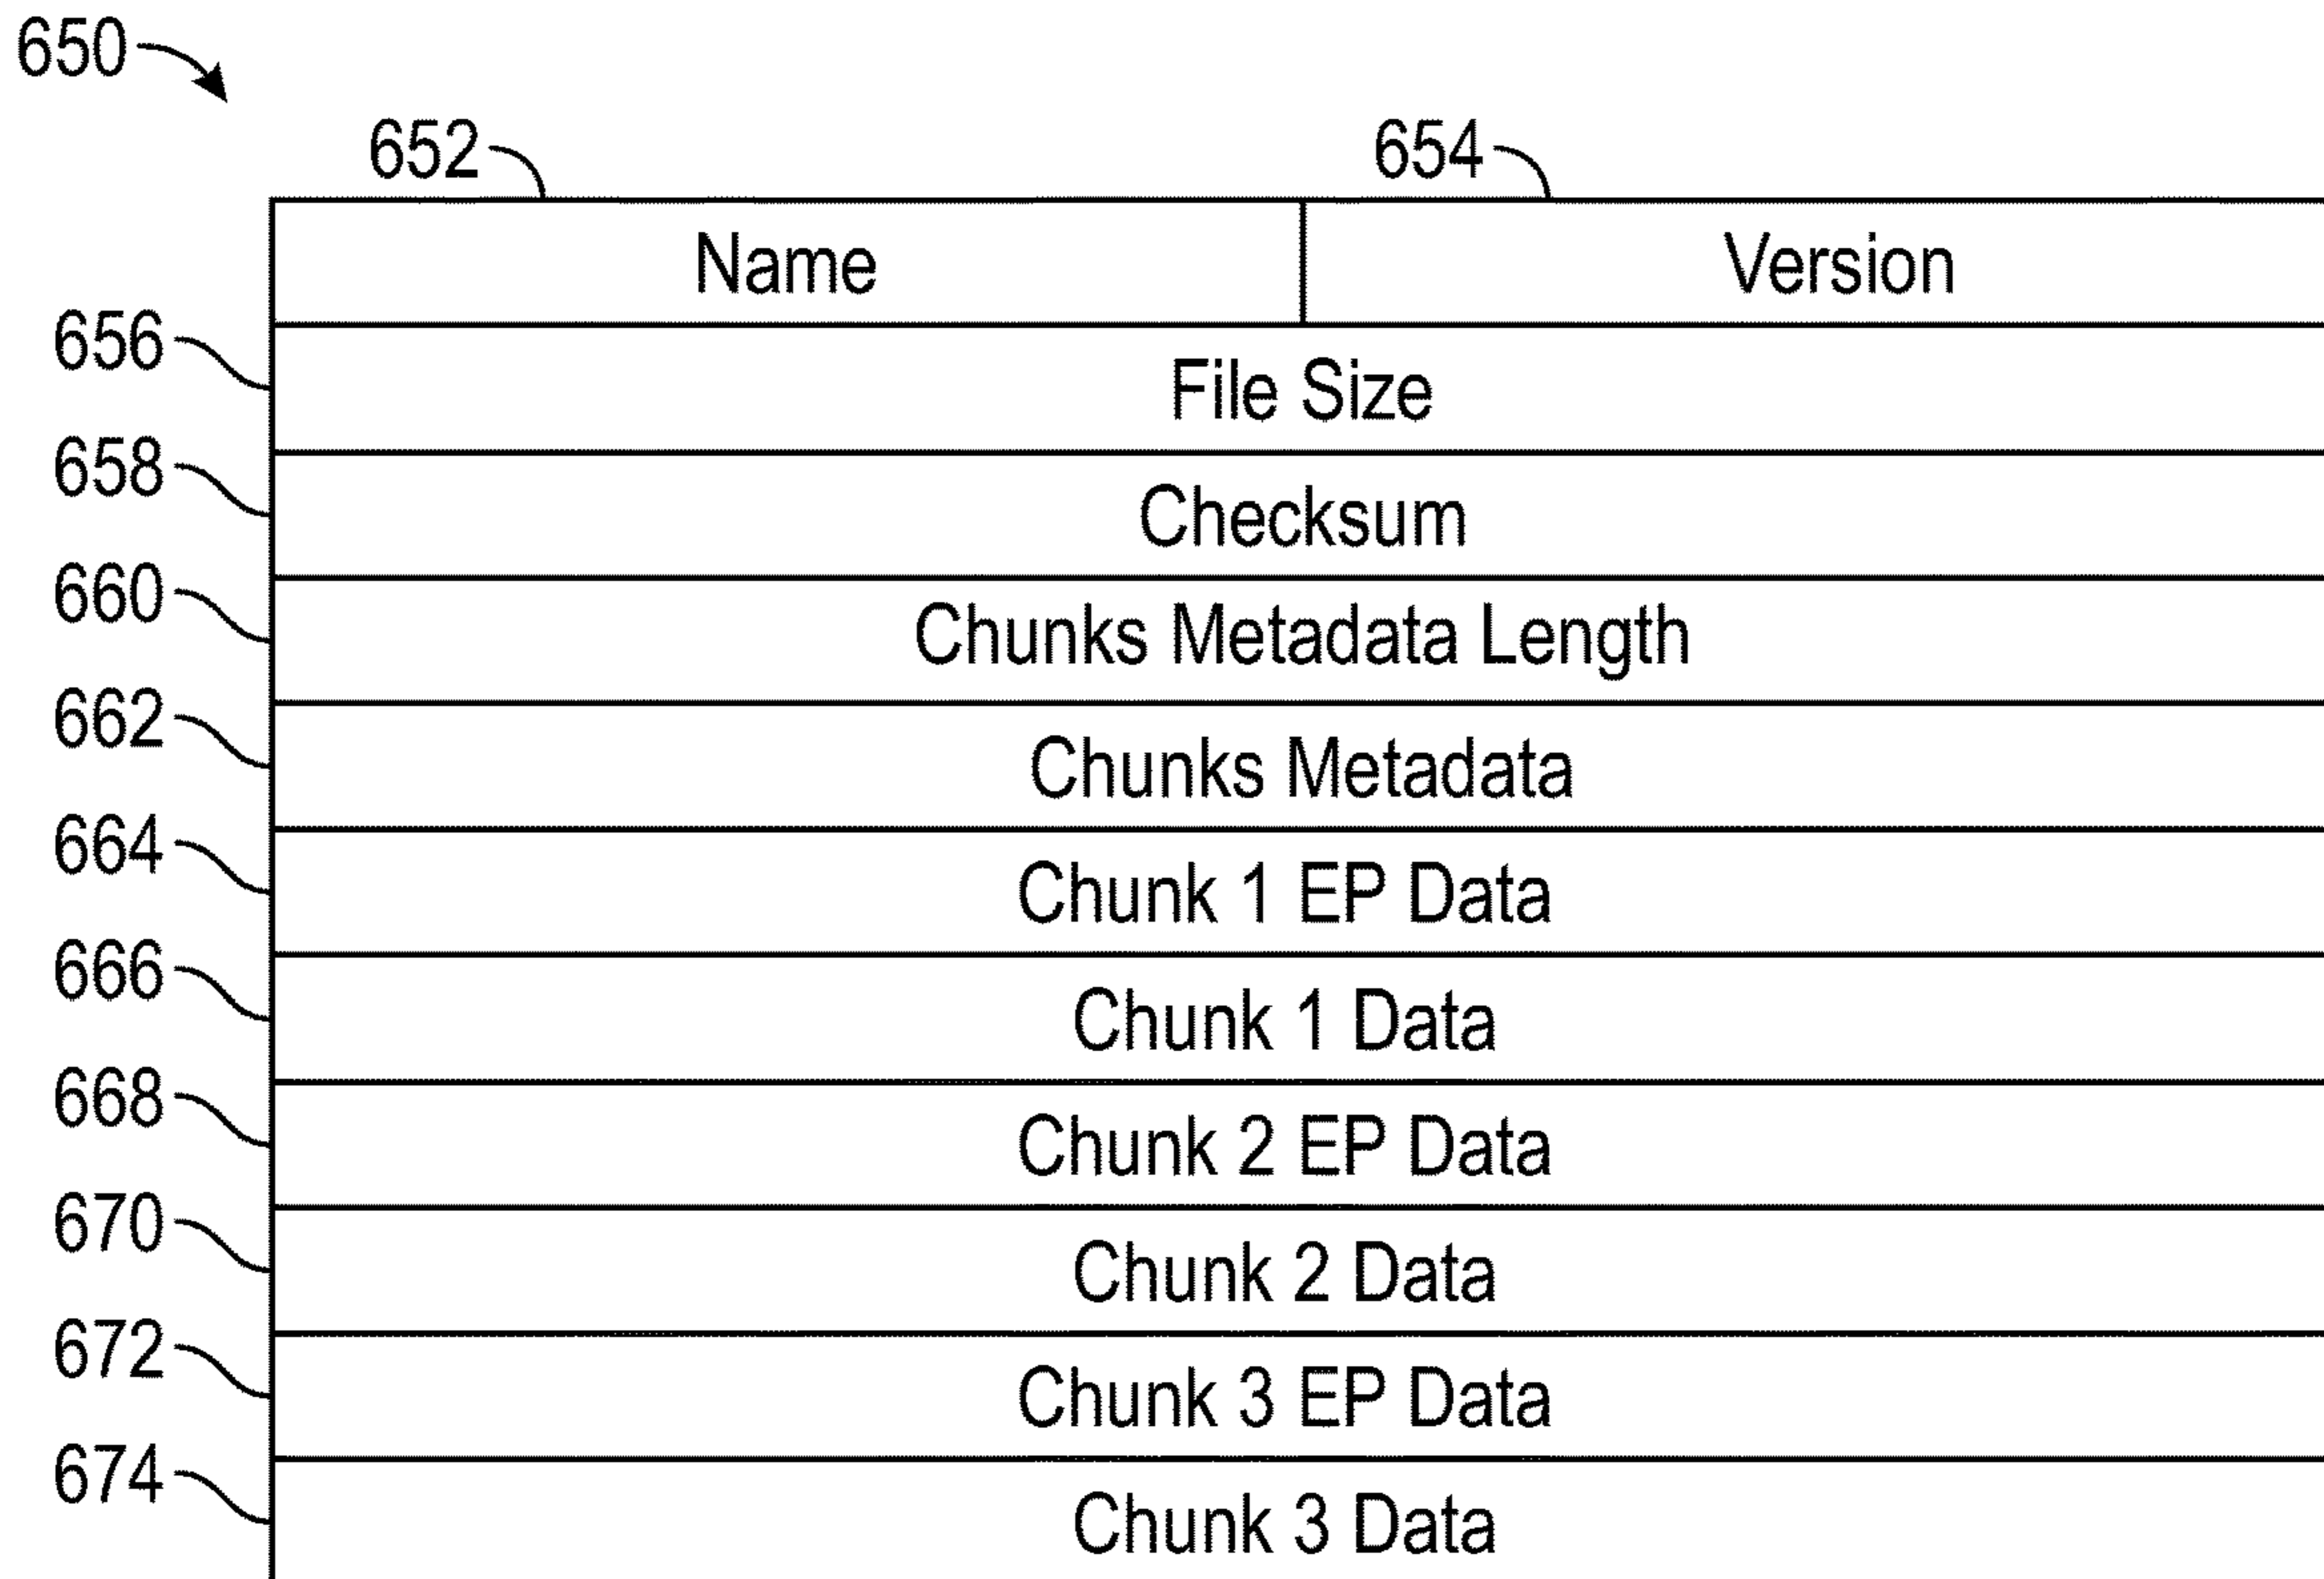 650
652 654
Name Version
656 File Size
658 Checksum
660 Chunks Metadata Length
662 Chunks Metadata
664 Chunk 1 EP Data
666 Chunk 1 Data
668 Chunk 2 EP Data
670 Chunk 2 Data
672 Chunk 3 EP Data
674 Chunk 3 Data